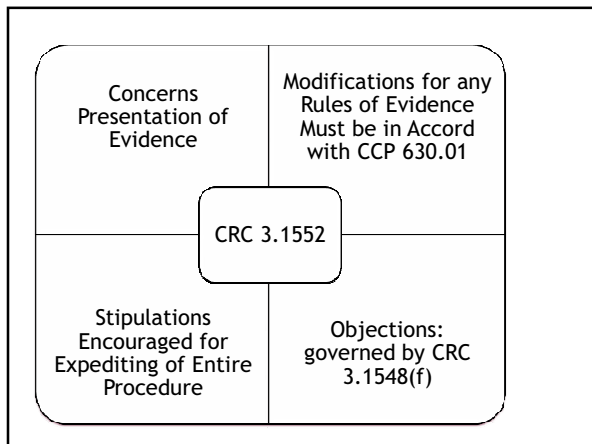 Concerns
Presentation of
Evidence
Modifications for any
Rules of Evidence
Must be in Accord
with CCP 630.01
CRC 3.1552
Stipulations
Encouraged for
Expediting of Entire
Procedure
Objections:
governed by CRC
3.1548(f)